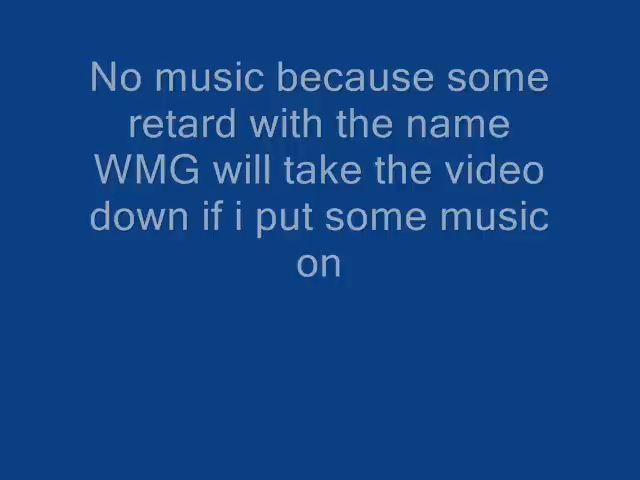 No music because some
retard with the name
WMG will take the video
down if i put some music
on